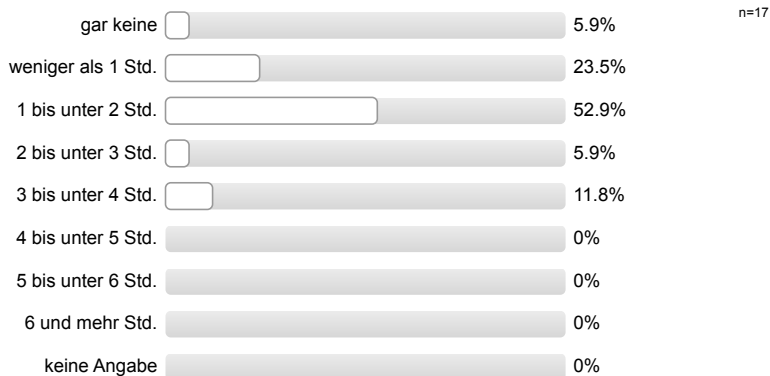 gar keine 5.9% n=17
weniger als 1 Std. 23.5%
1 bis unter 2 Std. 52.9%
2 bis unter 3 Std. 5.9%
3 bis unter 4 Std. 11.8%
4 bis unter 5 Std. 0%
5 bis unter 6 Std. 0%
6 und mehr Std. 0%
keine Angabe 0%